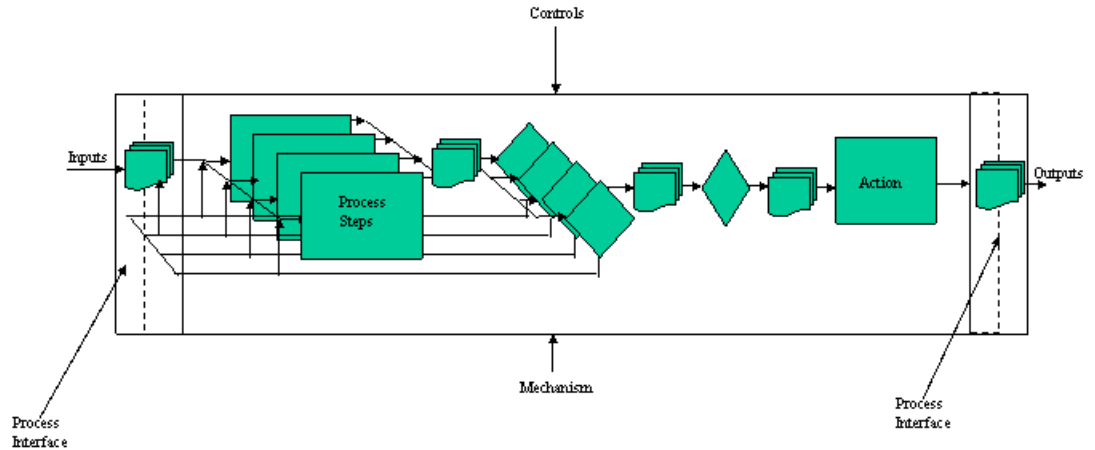 Controls
Inputs
Process
Steps
Action
Outputs
Mechanism
Process
Interface
Process
Interface